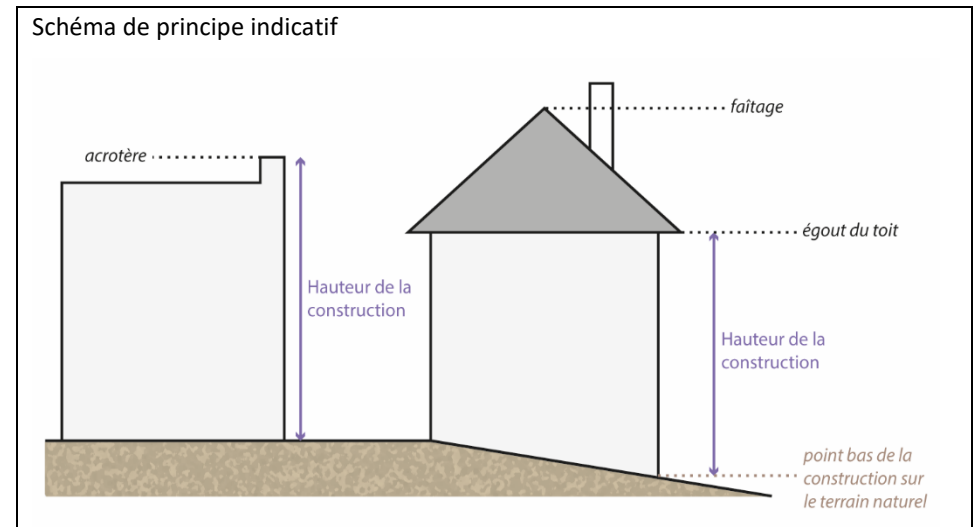 Schéma de principe indicatif
faîtage
acrotère
égout du toit
Hauteur de la
construction
Hauteur de la
construction
point bas de la
construction sur
le terrain naturel